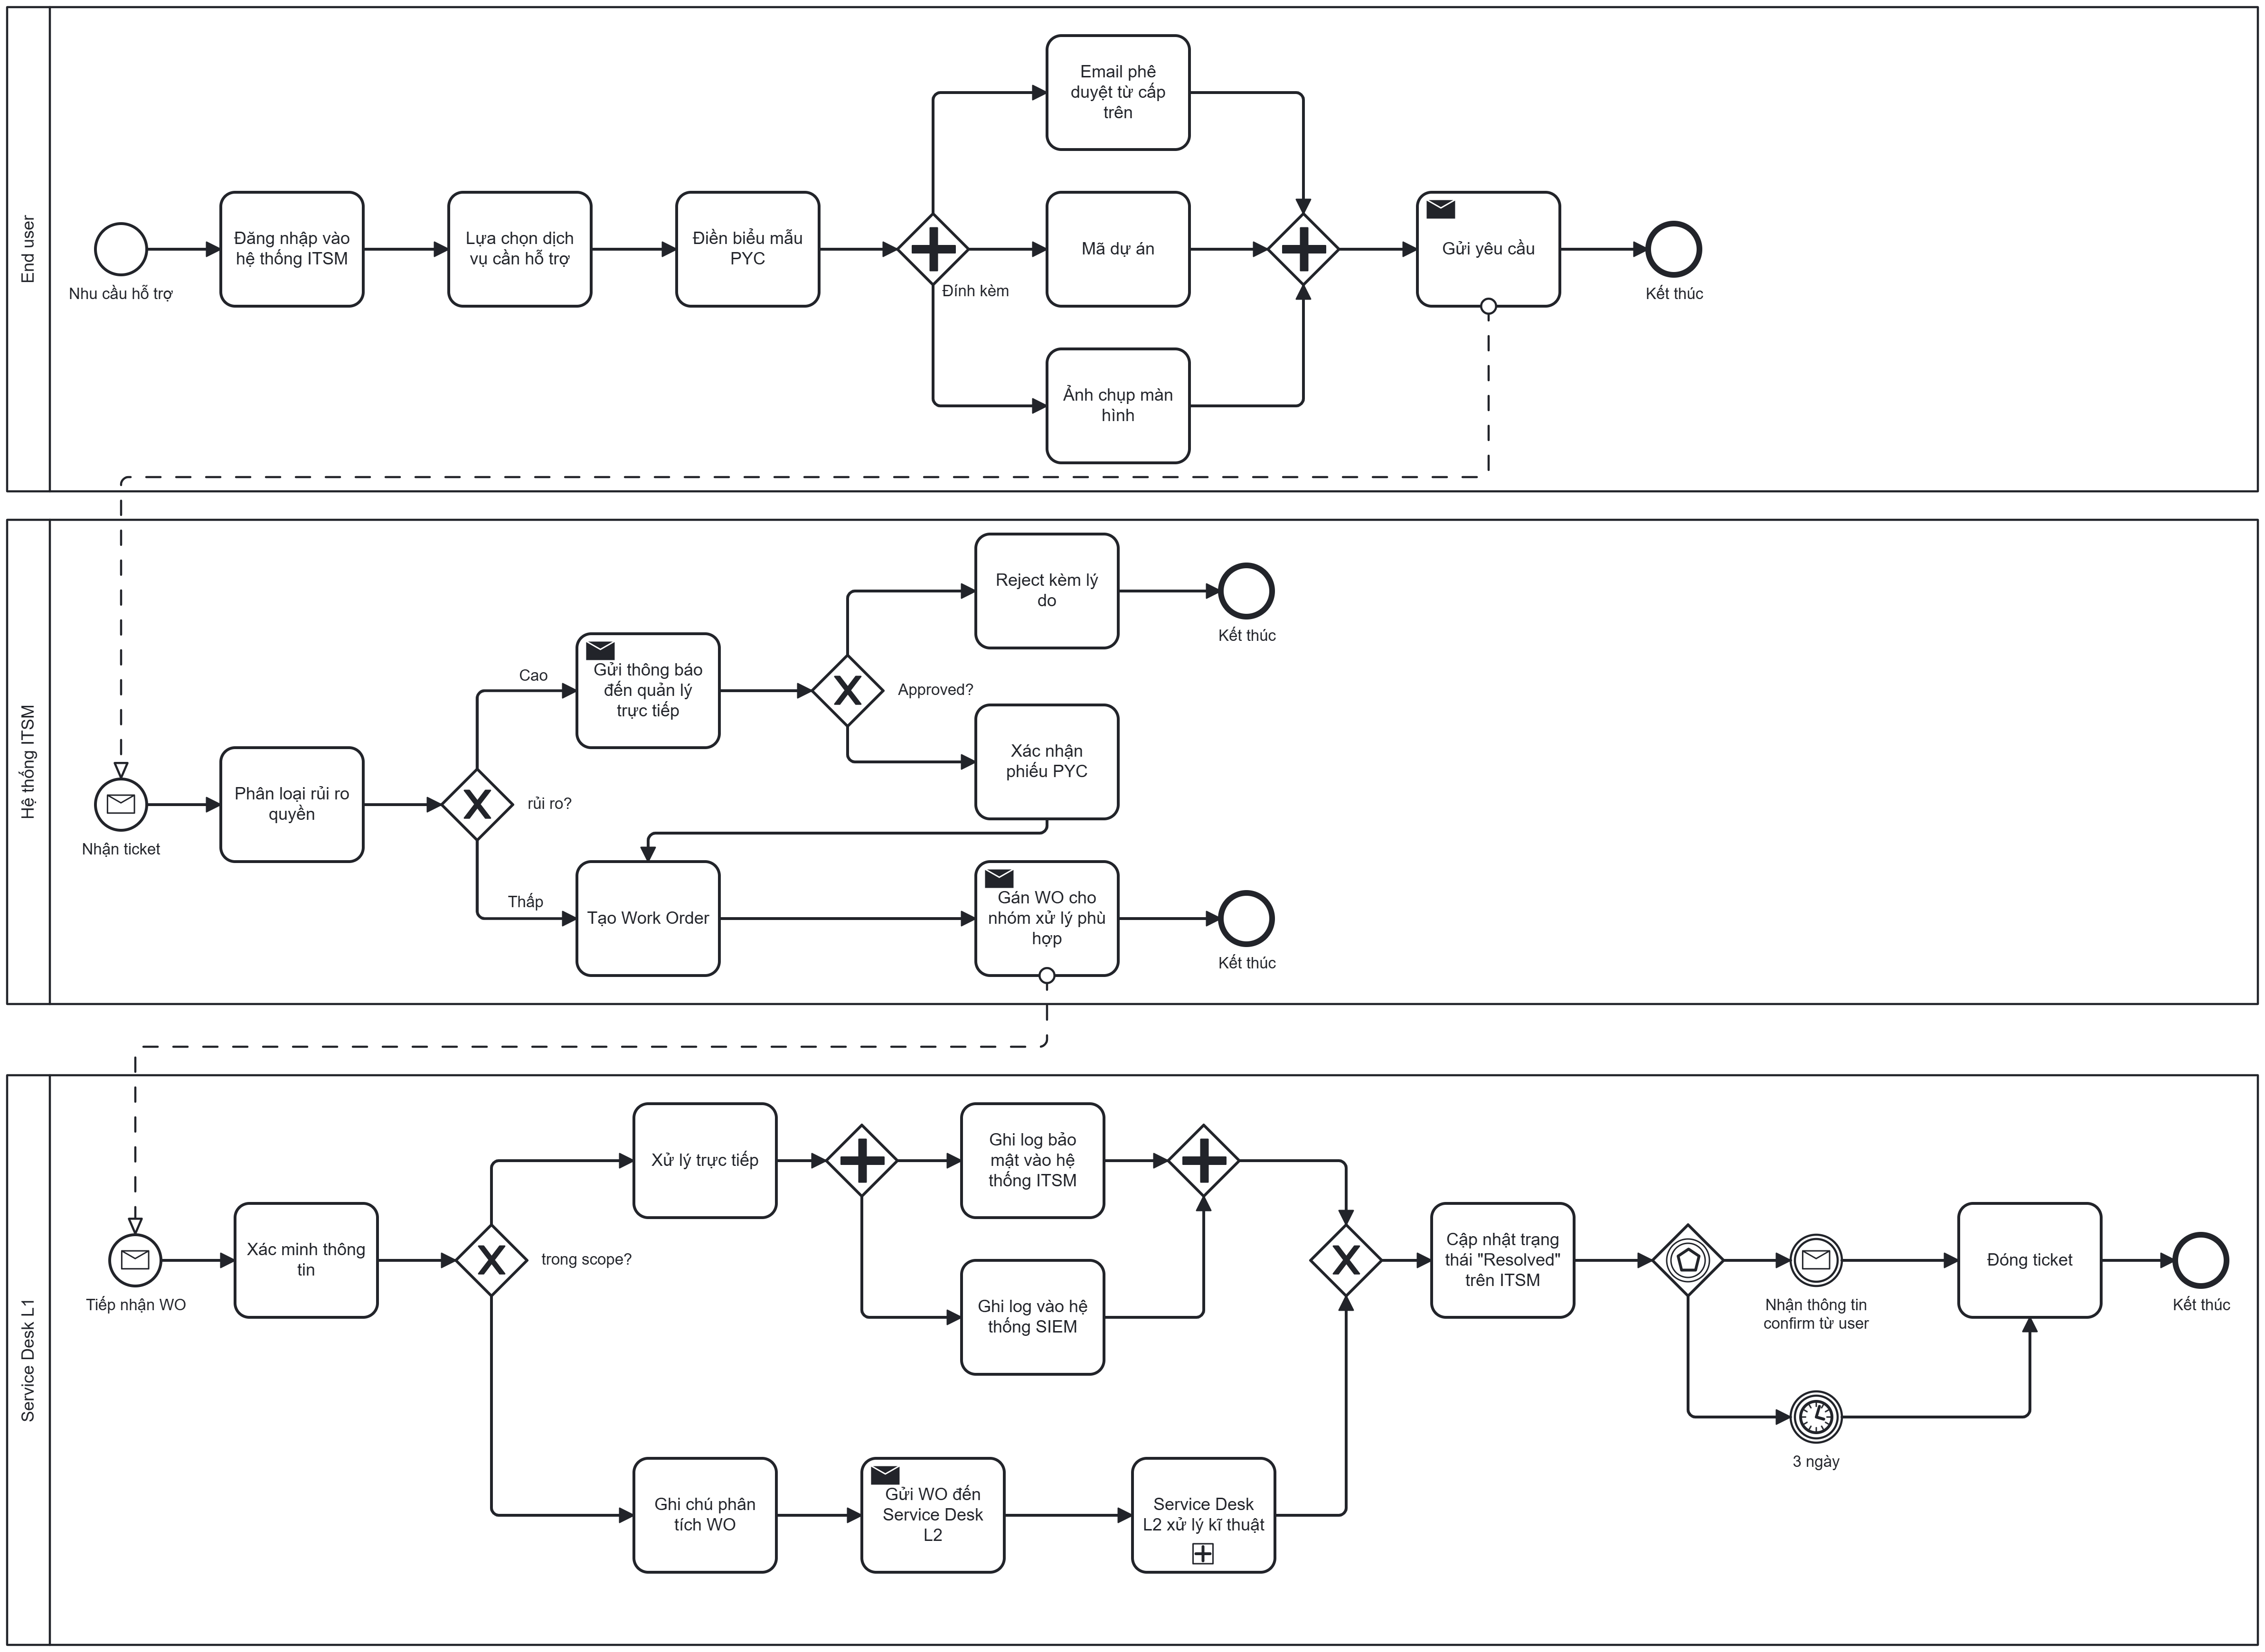 End user
Nhu cầu hỗ trợ
Đăng nhập vào
hệ thống ITSM
Lựa chọn dịch
vụ cần hỗ trợ
Điền biểu mẫu
PYC
Đính kèm
Email phê
duyệt từ cấp
trên
Mã dự án
Ảnh chụp màn
hình
Gửi yêu cầu
Kết thúc
Hệ thống ITSM
Nhận ticket
Phân loại rủi ro
quyền
rủi ro?
Cao
Thấp
Gửi thông báo
đến quản lý
trực tiếp
Approved?
Reject kèm lý
do
Kết thúc
Xác nhận
phiếu PYC
Tạo Work Order
Gán WO cho
nhóm xử lý phù
hợp
Kết thúc
Service Desk L1
Tiếp nhận WO
Xác minh thông
tin
trong scope?
Xử lý trực tiếp
Ghi log bảo
mật vào hệ
thống ITSM
Ghi log vào hệ
thống SIEM
Ghi chú phân
tích WO
Gửi WO đến
Service Desk
L2
Service Desk
L2 xử lý kĩ thuật
Cập nhật trạng
thái "Resolved"
trên ITSM
Nhận thông tin
confirm từ user
3 ngày
Đóng ticket
Kết thúc